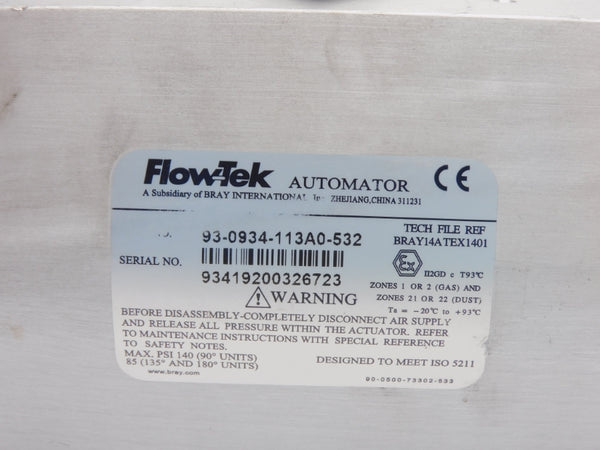 Flow-Tek AUTOMATOR CE
A Subsidiary of BRAY INTERNATIONAL, Inc. ZHEJIANG,CHINA 311231
93-0934-113A0-532
SERIAL NO.
93419200326723
TECH FILE REF
BRAY14ATEX1401
Ex II2GD c T93°C
ZONES 1 OR 2 (GAS) AND
ZONES 21 OR 22 (DUST)
Ta = -20°C to +93°C
WARNING
BEFORE DISASSEMBLY-COMPLETELY DISCONNECT AIR SUPPLY
AND RELEASE ALL PRESSURE WITHIN THE ACTUATOR. REFER
TO MAINTENANCE INSTRUCTIONS WITH SPECIAL REFERENCE
TO SAFETY NOTES.
MAX. PSI 140 (90° UNITS)
85 (135° AND 180° UNITS)
DESIGNED TO MEET ISO 5211
www.bray.com
90-0500-73302-533